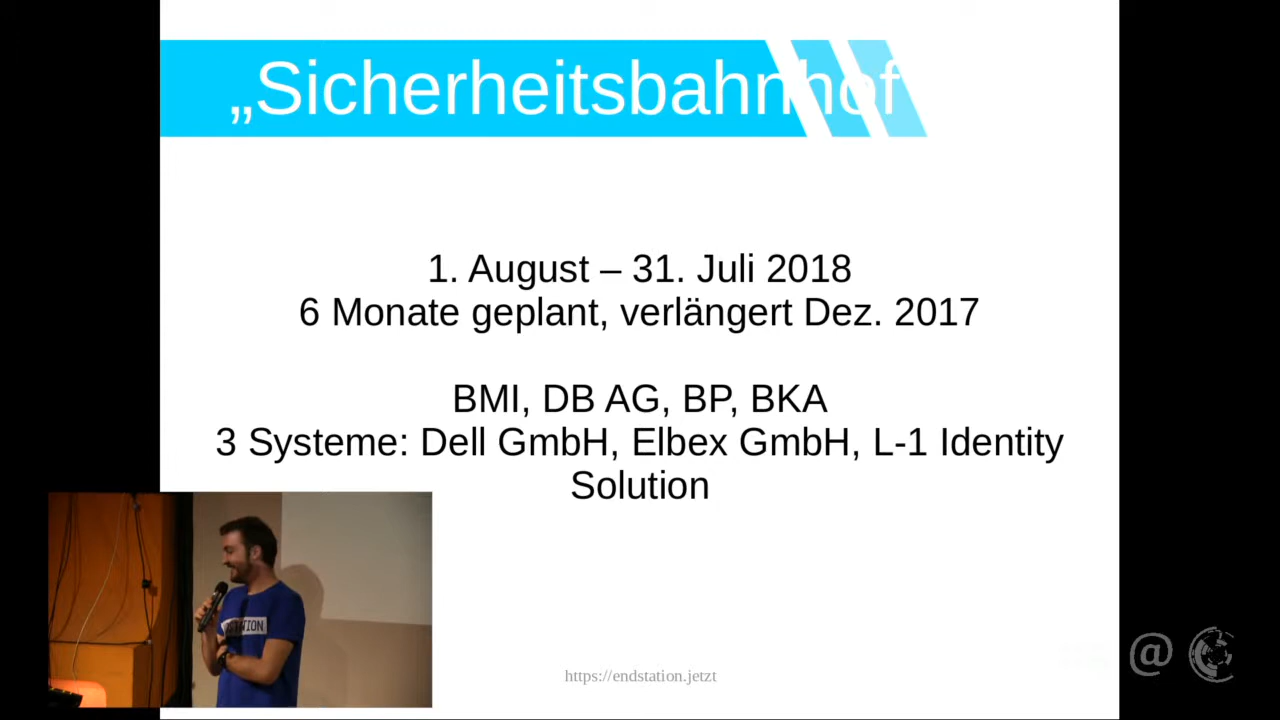 „Sicherheitsbahnhof
1. August – 31. Juli 2018
6 Monate geplant, verlängert Dez. 2017
BMI, DB AG, BP, BKA
3 Systeme: Dell GmbH, Elbex GmbH, L-1 Identity
Solution
https://endstation.jetzt
@